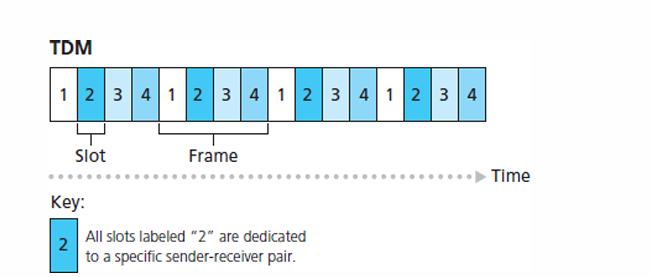 TDM
1 2 3 4 1 2 3 4 1 2 3 4 1 2 3 4
Slot Frame
Time
Key:
2 All slots labeled “2” are dedicated
to a specific sender-receiver pair.